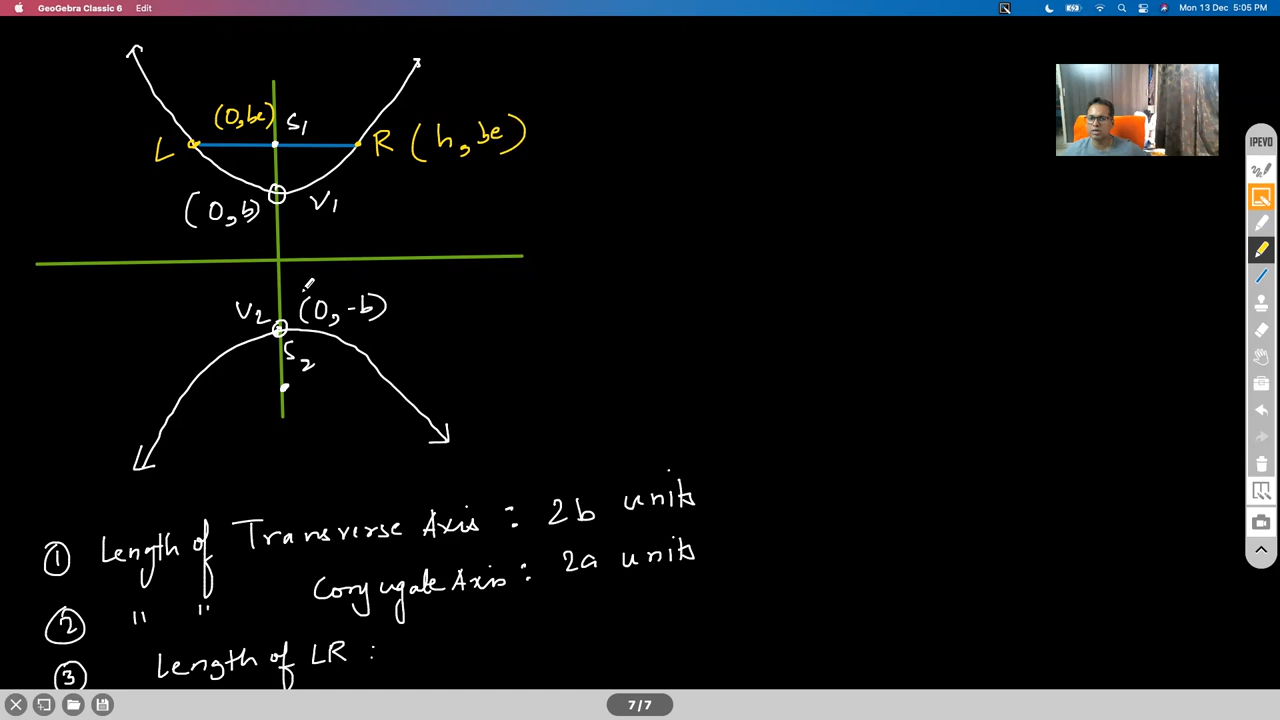 GeoGebra Classic 6 Edit Mon 13 Dec 5:05 PM
(0, be) S1
L R (h, be)
IPEVO
(0, b) V1
V2 (0, -b)
S2
① Length of Transverse Axis : 2b units
② " " Conjugate Axis : 2a units
③ Length of LR :
7/7